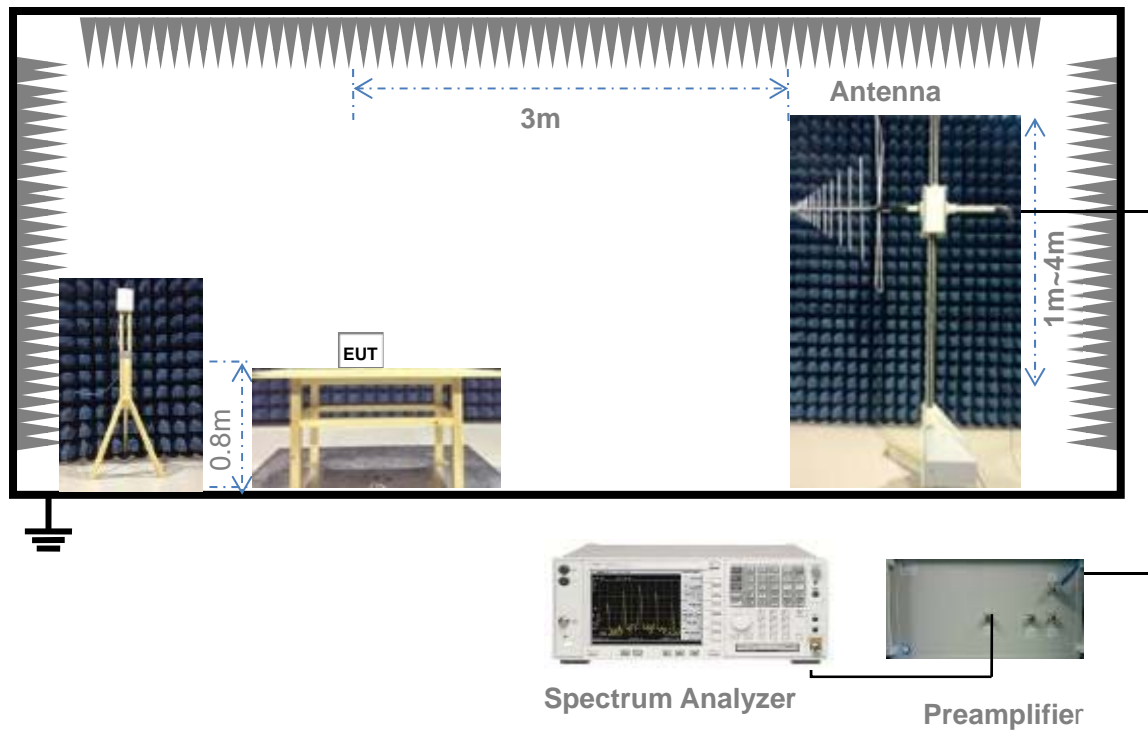 Antenna
3m
1m~4m
EUT
0.8m
Spectrum Analyzer
Preamplifier